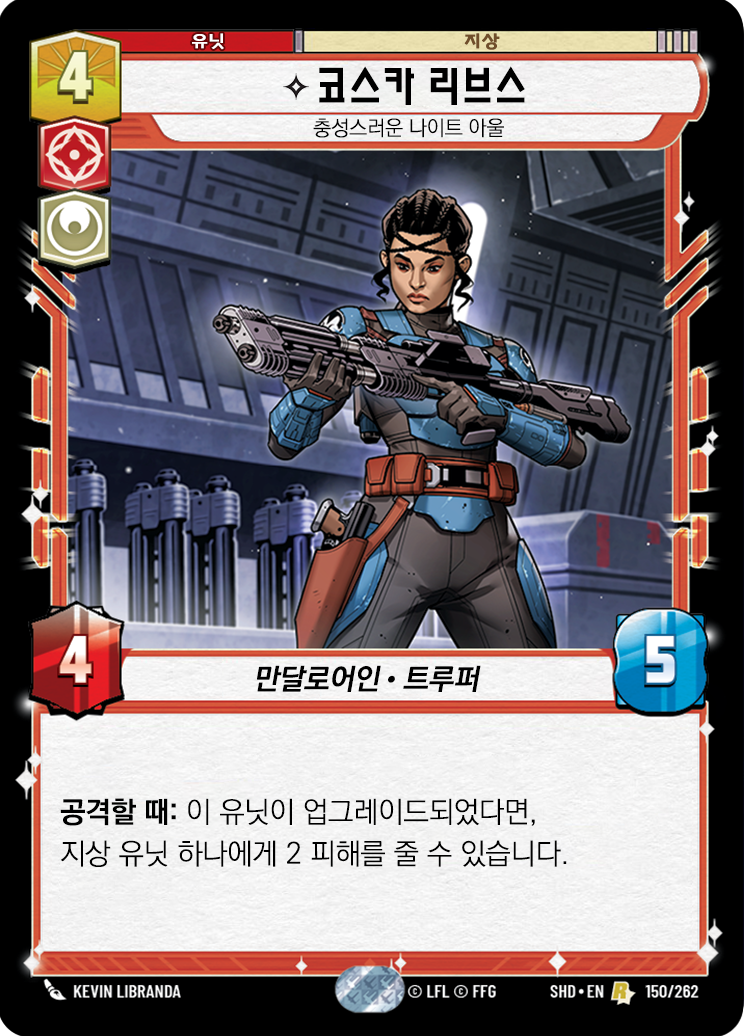 유닛
지상
4
코스카 리브스
충성스러운 나이트 아울
4
만달로어인 • 트루퍼
5
공격할 때: 이 유닛이 업그레이드되었다면,
지상 유닛 하나에게 2 피해를 줄 수 있습니다.
KEVIN LIBRANDA
© LFL © FFG
SHD • EN R 150/262